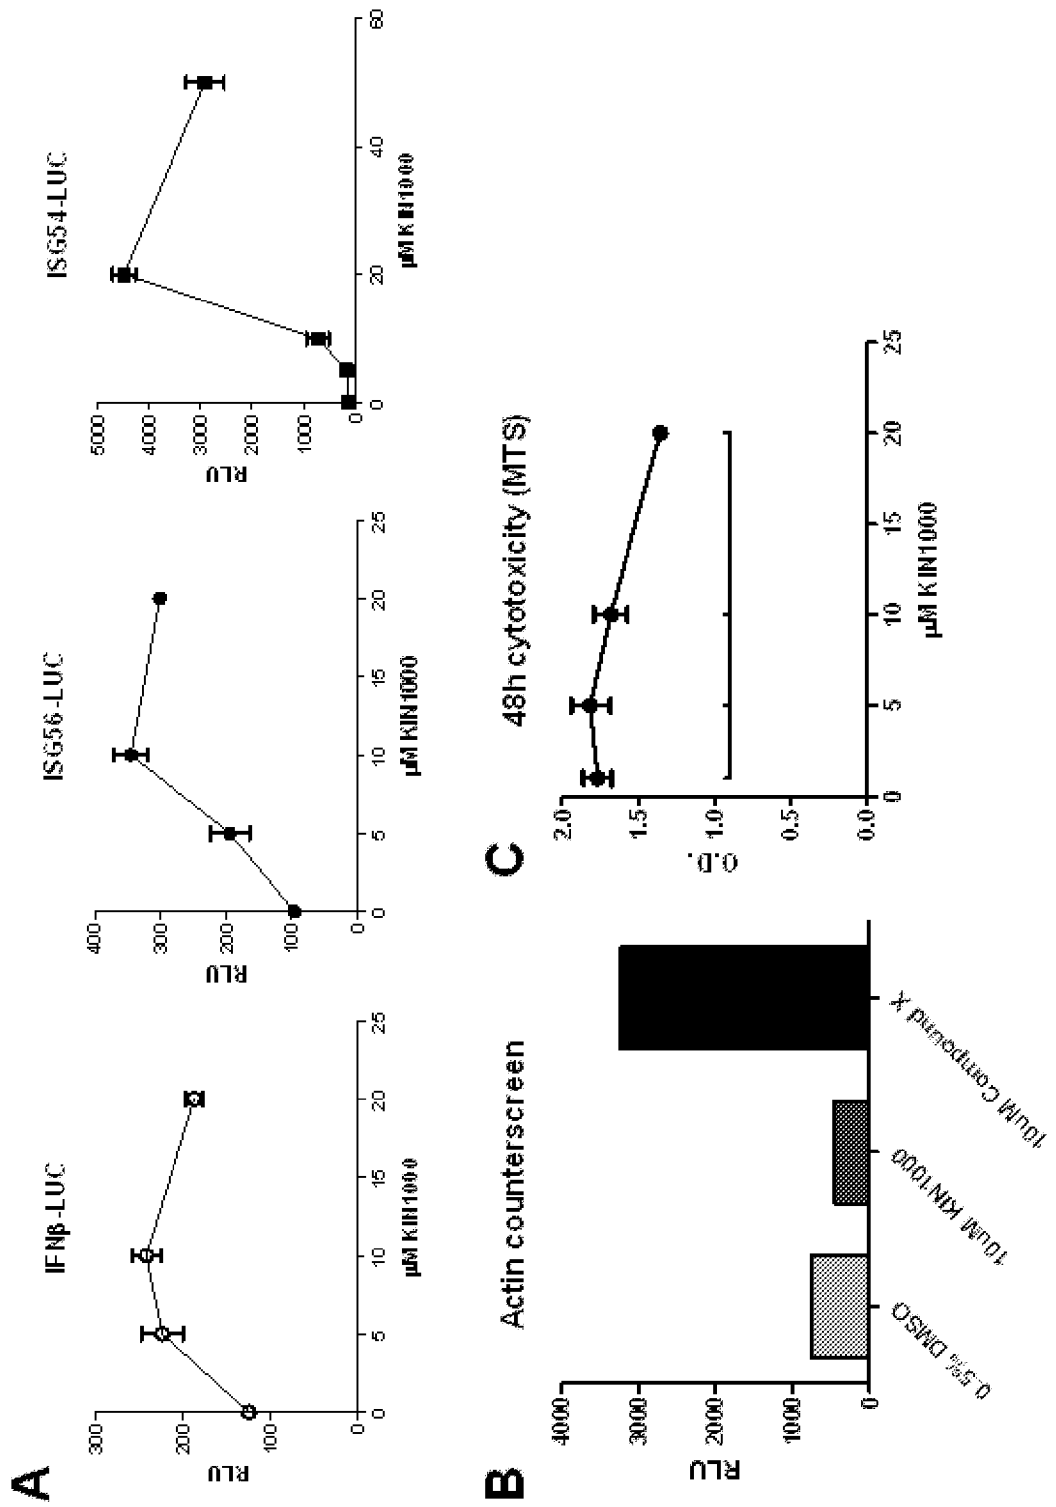 A
IFNβ-LUC
300
200
100
0
RLU
0 5 10 15 20 25
µM KIN1000
ISG56-LUC
400
300
200
100
0
RLU
0 5 10 15 20 25
µM KIN1000
ISG54-LUC
5000
4000
3000
2000
1000
0
RLU
0 20 40 60
µM KIN1000
B
Actin counterscreen
4000
3000
2000
1000
0
RLU
0.5% DMSO
10uM KIN1000
10uM Compound X
C
48h cytotoxicity (MTS)
2.0
1.5
1.0
0.5
0.0
O.D.
0 5 10 15 20 25
µM KIN1000